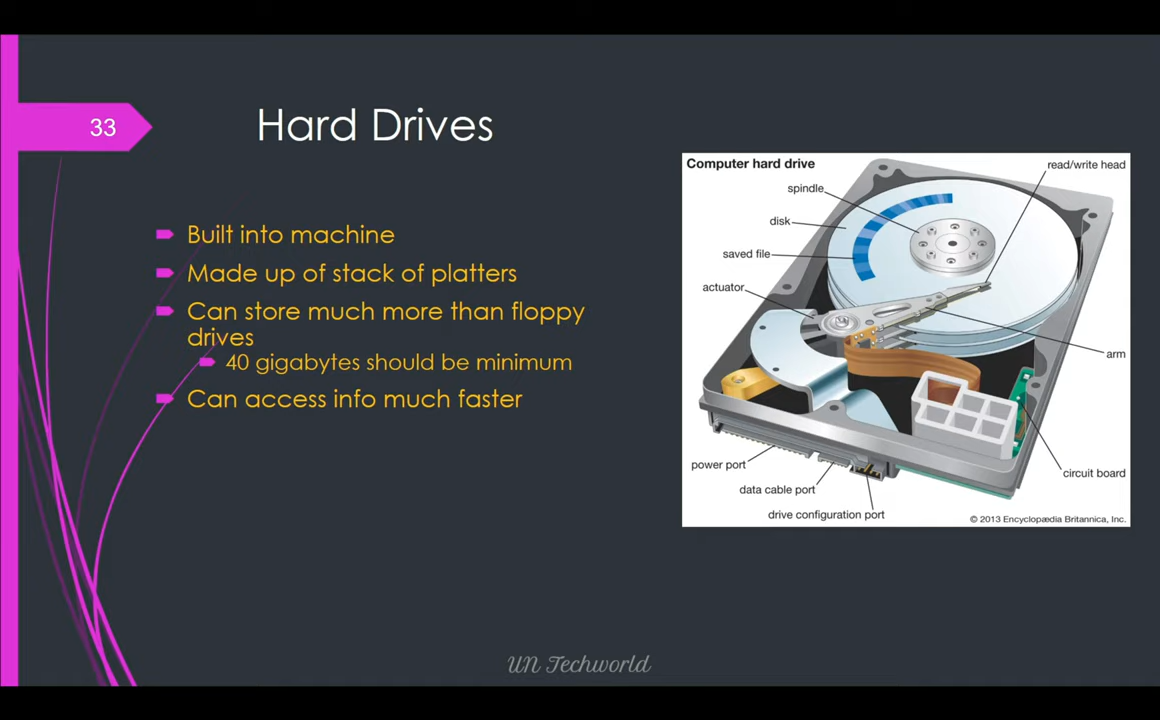 33
Hard Drives
Built into machine
Made up of stack of platters
Can store much more than floppy
drives
40 gigabytes should be minimum
Can access info much faster
Computer hard drive
read/write head
spindle
disk
saved file
actuator
arm
power port
circuit board
data cable port
drive configuration port
© 2013 Encyclopædia Britannica, Inc.
UN Techworld